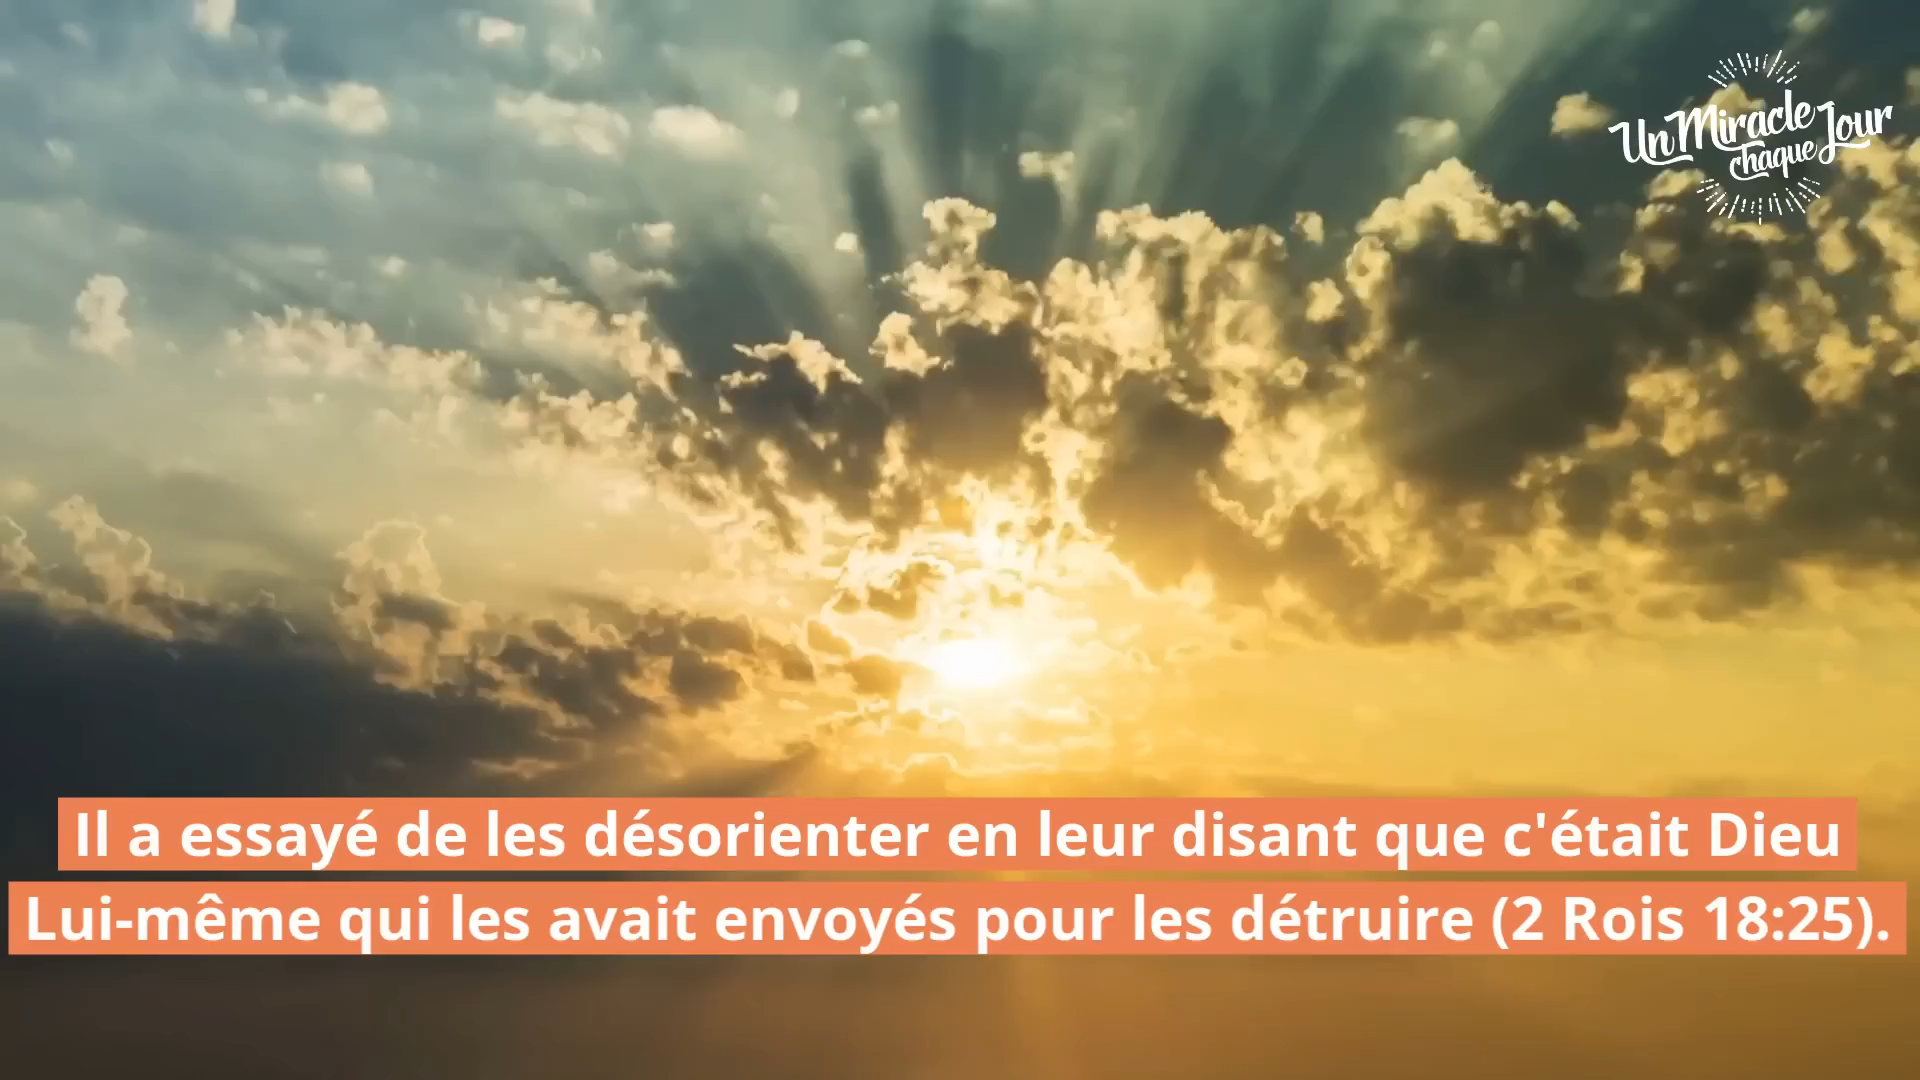 Un Miracle
chaque Jour
Il a essayé de les désorienter en leur disant que c'était Dieu
Lui-même qui les avait envoyés pour les détruire (2 Rois 18:25).